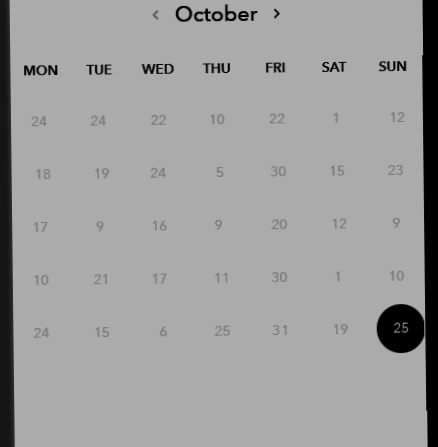 ‹ October ›
MON TUE WED THU FRI SAT SUN
24 24 22 10 22 1 12
18 19 24 5 30 15 23
17 9 16 9 20 12 9
10 21 17 11 30 1 10
24 15 6 25 31 19 25